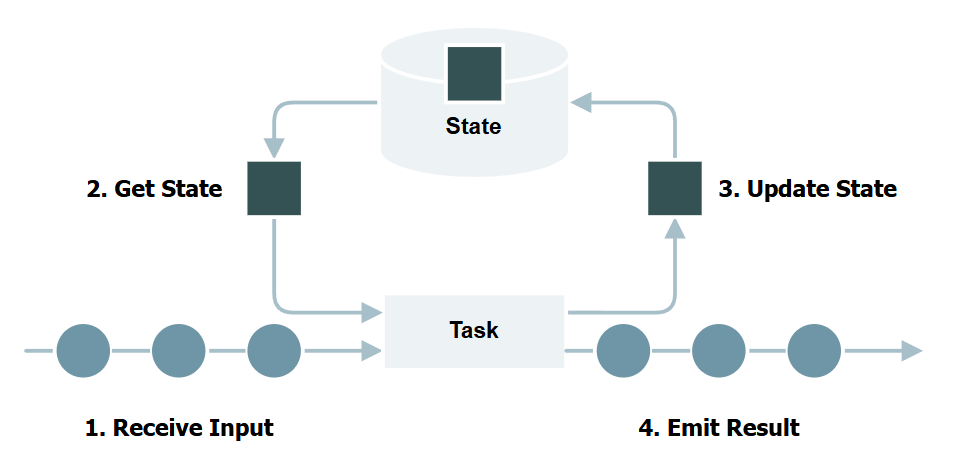 State
2. Get State
3. Update State
Task
1. Receive Input
4. Emit Result